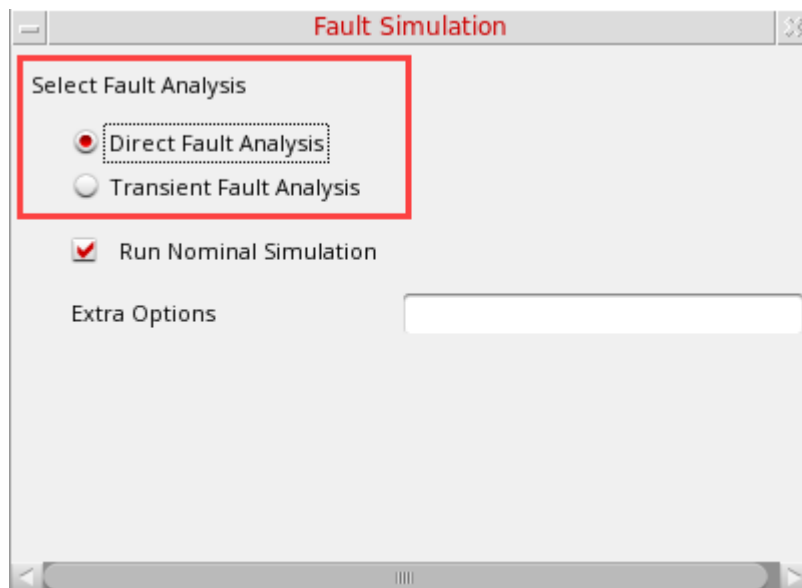 Fault Simulation
Select Fault Analysis
Direct Fault Analysis
Transient Fault Analysis
Run Nominal Simulation
Extra Options